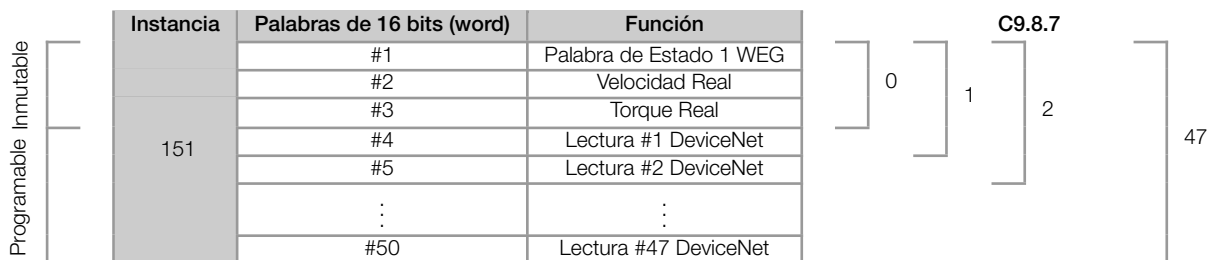 Instancia Palabras de 16 bits (word) Función C9.8.7
#1 Palabra de Estado 1 WEG
#2 Velocidad Real 0
#3 Torque Real 1 2
151 #4 Lectura #1 DeviceNet 47
#5 Lectura #2 DeviceNet
: :
#50 Lectura #47 DeviceNet
Inmutable
Programable